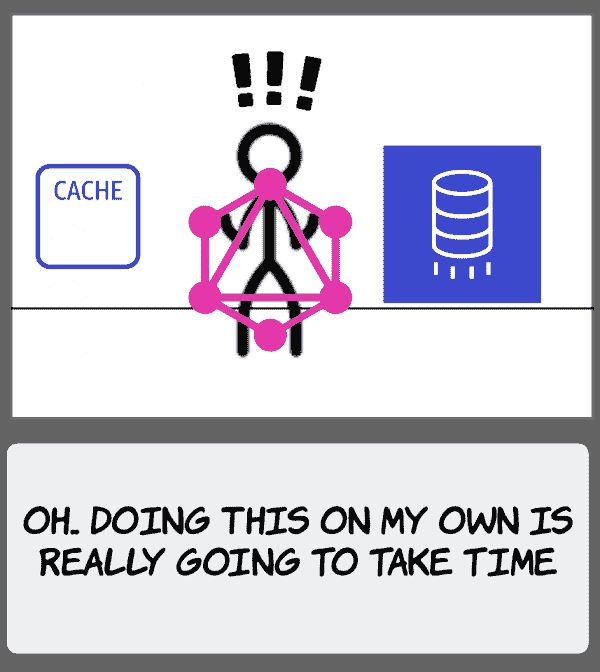 !!!
CACHE
OH.. DOING THIS ON MY OWN IS
REALLY GOING TO TAKE TIME